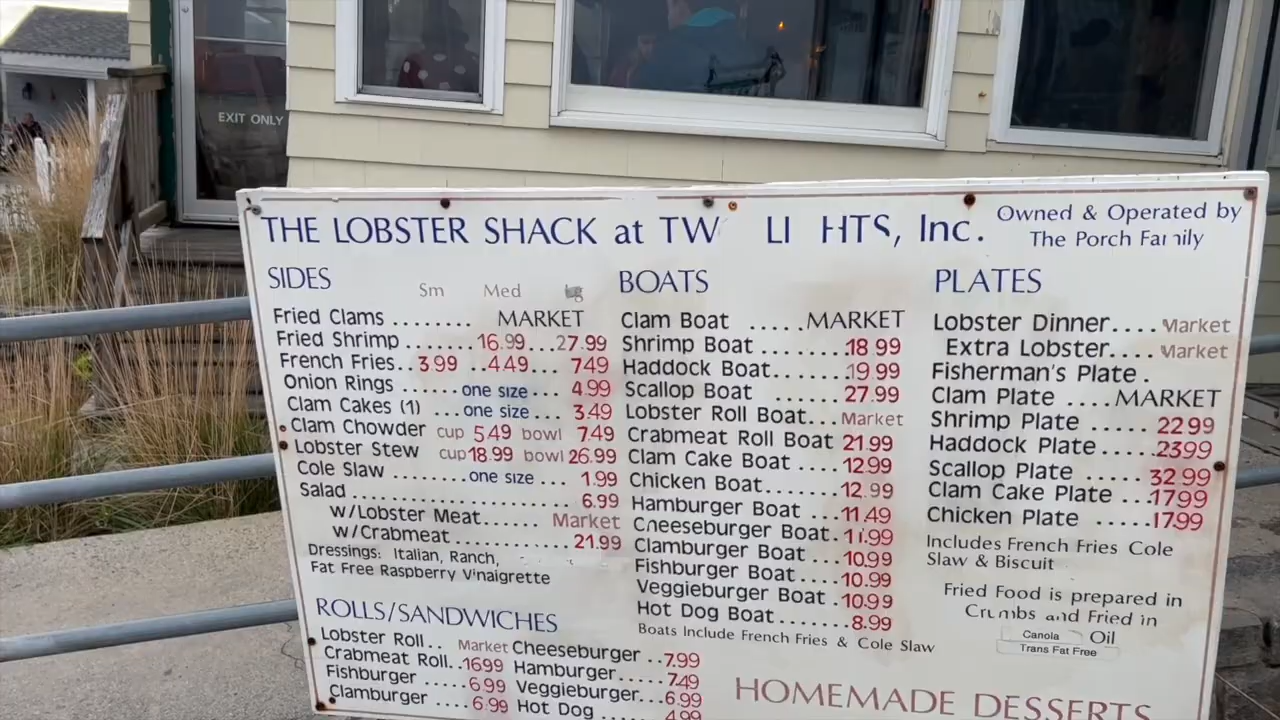 EXIT ONLY
THE LOBSTER SHACK at TW LI HTS, Inc.
Owned & Operated by
The Porch Fa ily
SIDES
Sm Med Lg
Fried Clams ........ MARKET
Fried Shrimp ....... 16.99...27.99
French Fries..3.99 ..4.49... 7.49
Onion Rings ...... one size ... 4.99
Clam Cakes (1) ... one size ... 3.49
Clam Chowder cup 5.49 bowl 7.49
Lobster Stew cup 18.99 bowl 26.99
Cole Slaw .......... one size .... 1.99
Salad.............................. 6.99
w/Lobster Meat...... Market
w/Crabmeat ............ 21.99
Dressings: Italian, Ranch,
Fat Free Raspberry Vinaigrette
ROLLS/SANDWICHES
Lobster Roll.. Market
Crabmeat Roll..16.99
Fishburger .....6.99
Clamburger ....6.99
Cheeseburger ..7.99
Hamburger.....7.49
Veggieburger...6.99
Hot Dog .......4.99
BOATS
Clam Boat .....MARKET
Shrimp Boat ........18.99
Haddock Boat.......19.99
Scallop Boat ........27.99
Lobster Roll Boat...Market
Crabmeat Roll Boat 21.99
Clam Cake Boat ....12.99
Chicken Boat........12.99
Hamburger Boat ...11.49
Cheeseburger Boat.11.99
Clamburger Boat ...10.99
Fishburger Boat....10.99
Veggieburger Boat .10.99
Hot Dog Boat.......8.99
Boats Include French Fries & Cole Slaw
PLATES
Lobster Dinner.... Market
Extra Lobster.... Market
Fisherman's Plate .
Clam Plate ....MARKET
Shrimp Plate ...... 22.99
Haddock Plate .....23.99
Scallop Plate ..... 32.99
Clam Cake Plate ...17.99
Chicken Plate .....17.99
Includes French Fries Cole
Slaw & Biscuit
Fried Food is prepared in
Crumbs and Fried in
Canola Oil
Trans Fat Free
HOMEMADE DESSERTS